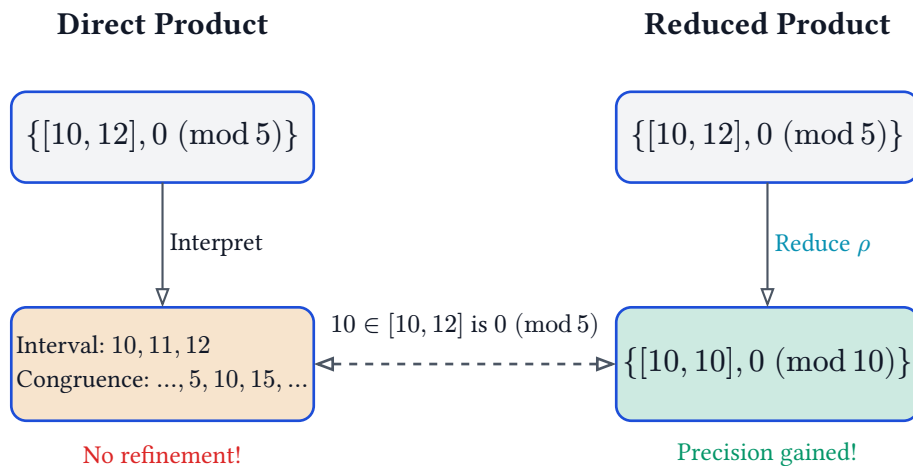 Direct Product
Reduced Product
{[10, 12], 0 (mod 5)}
{[10, 12], 0 (mod 5)}
Interpret
Reduce ρ
Interval: 10, 11, 12
Congruence: ..., 5, 10, 15, ...
10 ∈ [10, 12] is 0 (mod 5)
{[10, 10], 0 (mod 10)}
No refinement!
Precision gained!